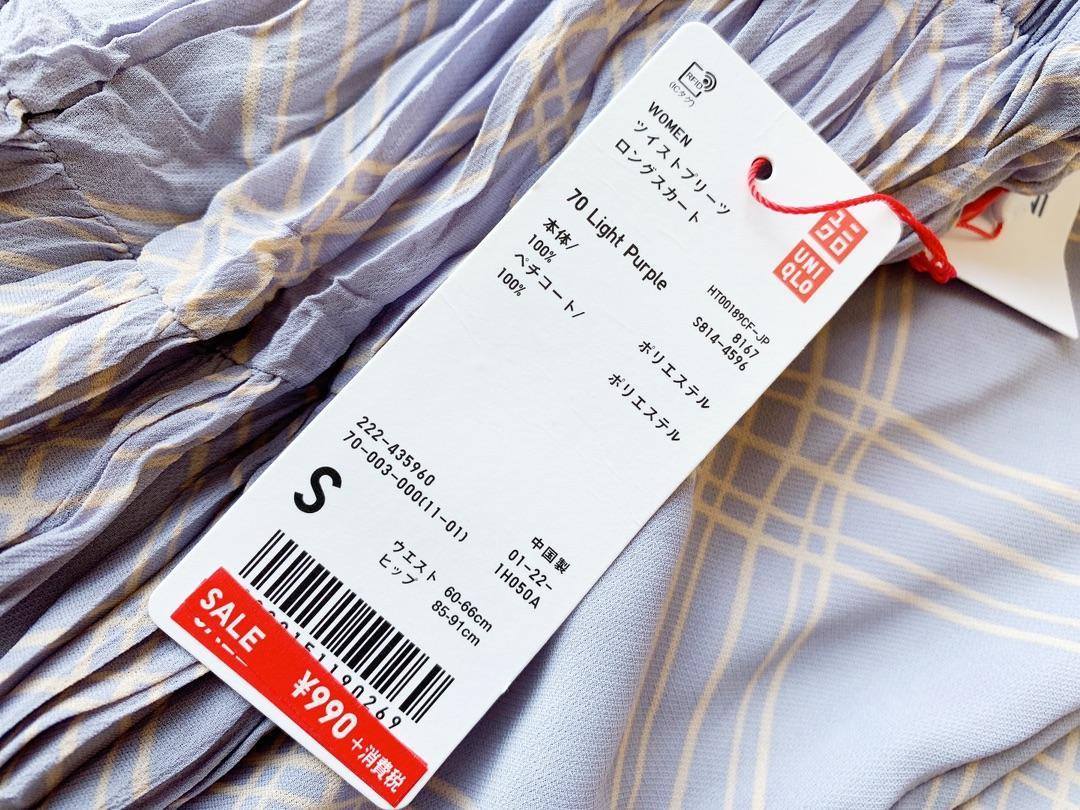 RFID
(ICタグ)
WOMEN
ツイストプリーツ
ロングスカート
ユニ
クロ
UNI
QLO
70 Light Purple
HT00189CF-JP
8167
S814-4596
本体/
100% ポリエステル
ペチコート/
100% ポリエステル
222-435960
70-003-000(11-01)
S
中国製
01-22-
1H050A
ウエスト 60-66cm
ヒップ 85-91cm
SALE
¥990+消費税